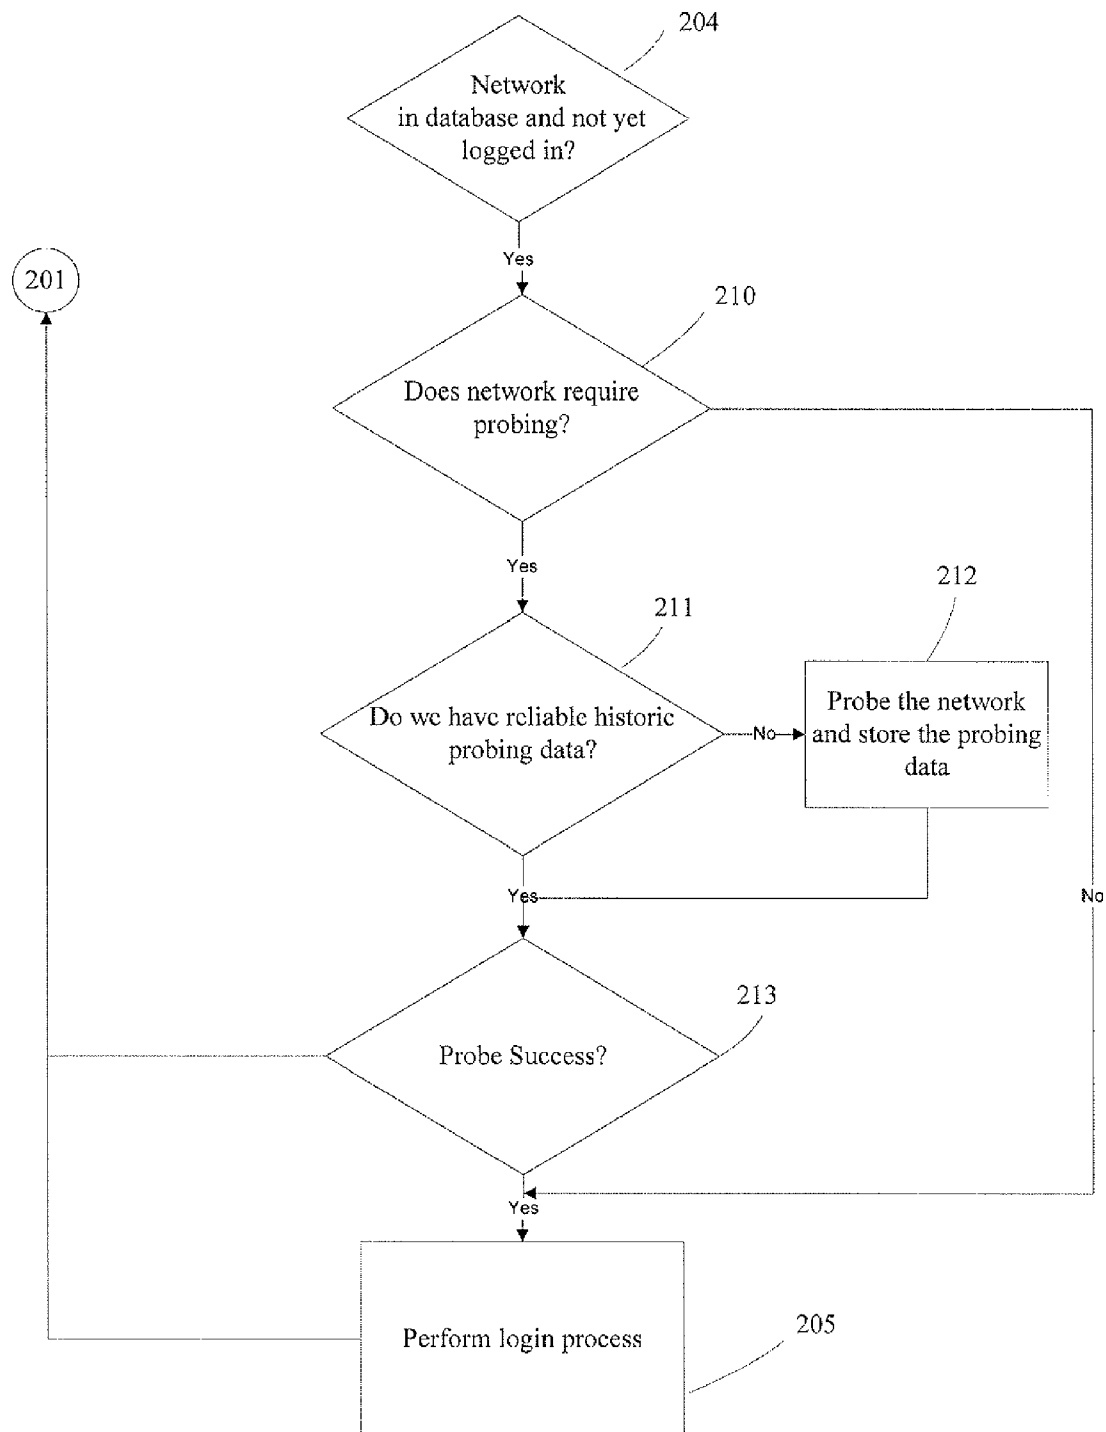 204
Network
in database and not yet
logged in?
Yes
201
210
Does network require
probing?
Yes
211
212
Do we have reliable historic
probing data?
No
Probe the network
and store the probing
data
Yes
No
213
Probe Success?
Yes
Perform login process
205